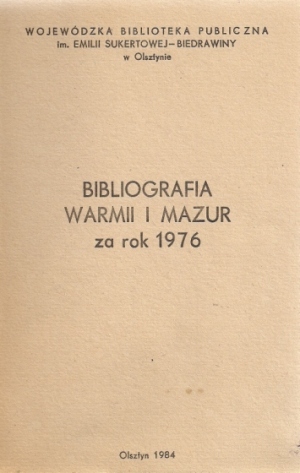 WOJEWÓDZKA BIBLIOTEKA PUBLICZNA
im. EMILII SUKERTOWEJ-BIEDRAWINY
w Olsztynie
BIBLIOGRAFIA
WARMII I MAZUR
za rok 1976
Olsztyn 1984